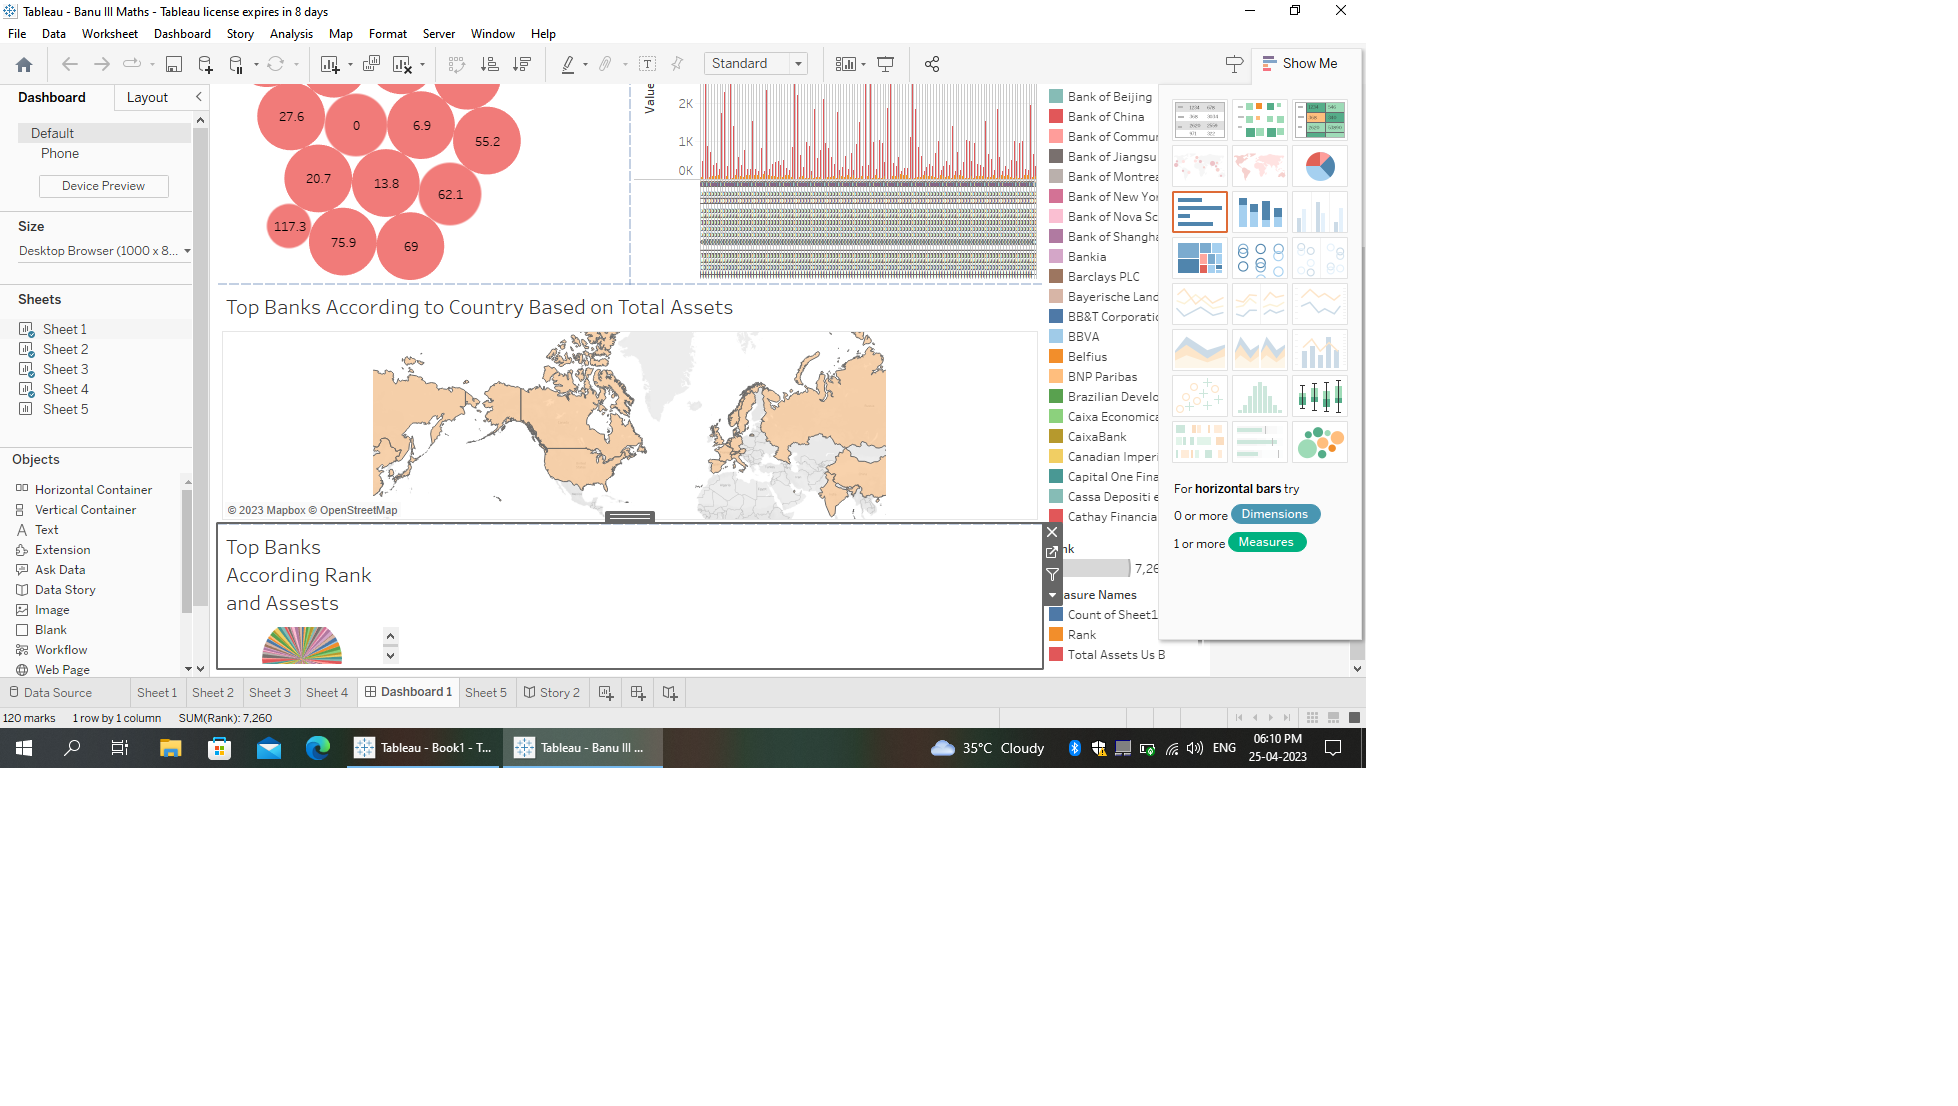 Tableau - Banu III Maths - Tableau license expires in 8 days
File Data Worksheet Dashboard Story Analysis Map Format Server Window Help
Standard
Show Me
Dashboard Layout
Default
Phone
Device Preview
Size
Desktop Browser (1000 x 8...
Sheets
Sheet 1
Sheet 2
Sheet 3
Sheet 4
Sheet 5
Objects
Horizontal Container
Vertical Container
Text
Extension
Ask Data
Data Story
Image
Blank
Workflow
Web Page
27.6
0
6.9
55.2
20.7
13.8
62.1
117.3
75.9
69
Value
2K
1K
0K
Top Banks According to Country Based on Total Assets
© 2023 Mapbox © OpenStreetMap
Top Banks
According Rank
and Assests
Bank of Beijing
Bank of China
Bank of Commun
Bank of Jiangsu
Bank of Montrea
Bank of New Yor
Bank of Nova Sc
Bank of Shangha
Bankia
Barclays PLC
Bayerische Land
BB&T Corporatio
BBVA
Belfius
BNP Paribas
Brazilian Develo
Caixa Economica
CaixaBank
Canadian Imperi
Capital One Fina
Cassa Depositi e
Cathay Financia
nk
7,26
asure Names
Count of Sheet1
Rank
Total Assets Us B
For horizontal bars try
0 or more Dimensions
1 or more Measures
Data Source Sheet 1 Sheet 2 Sheet 3 Sheet 4 Dashboard 1 Sheet 5 Story 2
120 marks 1 row by 1 column SUM(Rank): 7,260
Tableau - Book1 - T... Tableau - Banu III ... 35°C Cloudy ENG 06:10 PM
25-04-2023